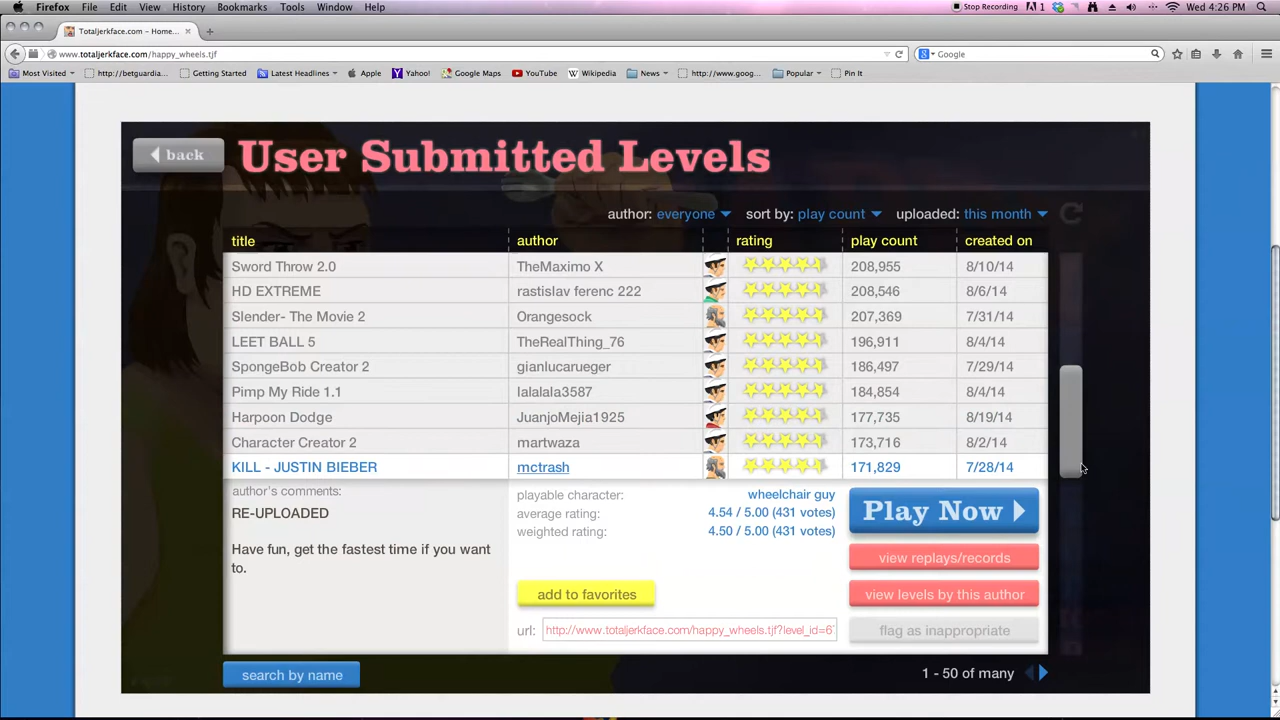 Firefox File Edit View History Bookmarks Tools Window Help Stop Recording 1 Wed 4:26 PM
Totaljerkface.com - Home...
www.totaljerkface.com/happy_wheels.tjf Google
Most Visited http://betguardia... Getting Started Latest Headlines Apple Yahoo! Google Maps YouTube Wikipedia News http://www.goog... Popular Pin It
back User Submitted Levels
author: everyone sort by: play count uploaded: this month
title author rating play count created on
Sword Throw 2.0 TheMaximo X 208,955 8/10/14
HD EXTREME rastislav ferenc 222 208,546 8/6/14
Slender- The Movie 2 Orangesock 207,369 7/31/14
LEET BALL 5 TheRealThing_76 196,911 8/4/14
SpongeBob Creator 2 gianlucarueger 186,497 7/29/14
Pimp My Ride 1.1 lalalala3587 184,854 8/4/14
Harpoon Dodge JuanjoMejia1925 177,735 8/19/14
Character Creator 2 martwaza 173,716 8/2/14
KILL - JUSTIN BIEBER mctrash 171,829 7/28/14
author's comments: playable character: wheelchair guy
RE-UPLOADED average rating: 4.54 / 5.00 (431 votes) Play Now
weighted rating: 4.50 / 5.00 (431 votes)
Have fun, get the fastest time if you want
to.
view replays/records
add to favorites view levels by this author
url: http://www.totaljerkface.com/happy_wheels.tjf?level_id=6 flag as inappropriate
search by name 1 - 50 of many